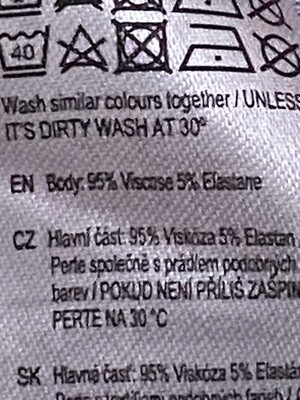 40
Wash similar colours together / UNLESS
IT'S DIRTY WASH AT 30°
EN Body: 95% Viscose 5% Elastane
CZ Hlavní část: 95% Viskóza 5% Elastan
Perte společně s prádlem podobných
barev / POKUD NENÍ PŘÍLIŠ ZAŠPIN
PERTE NA 30 °C
SK Hlavná časť: 95% Viskóza 5% Elastá